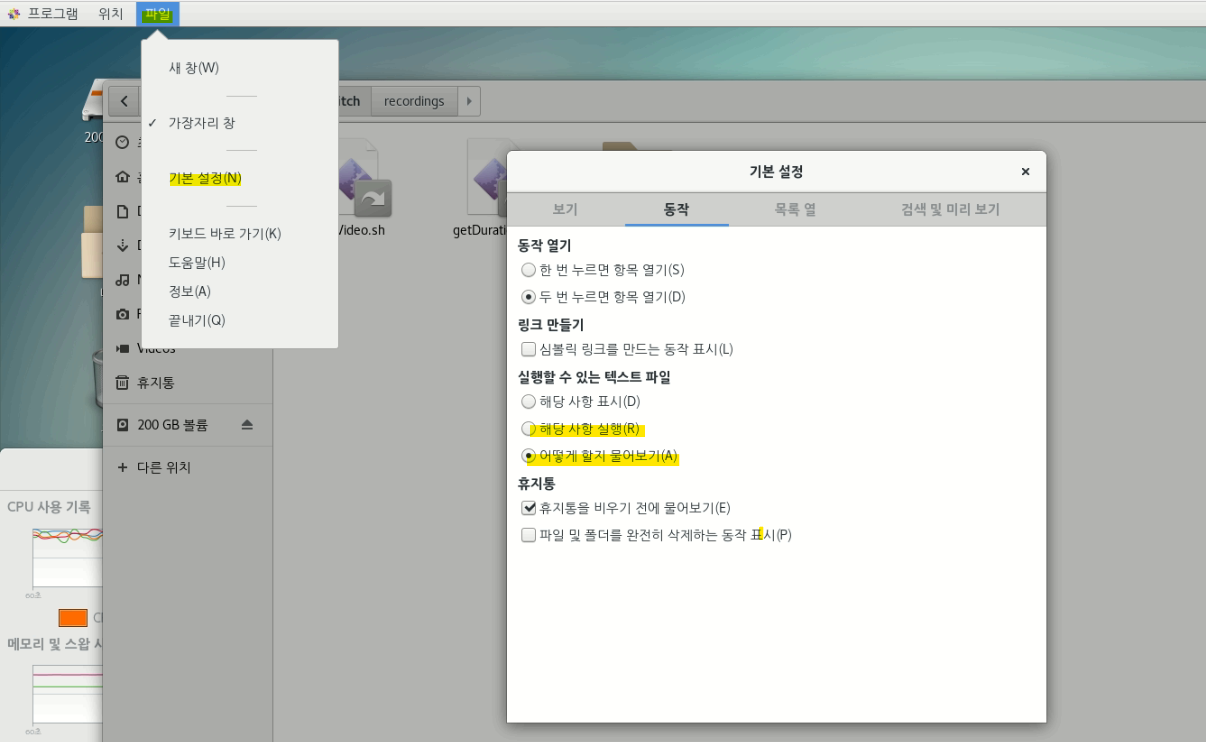 프로그램 위치 파일
새 창(W)
가장자리 창
기본 설정(N)
키보드 바로 가기(K)
도움말(H)
정보(A)
끝내기(Q)
recordings
Video.sh
Videos
휴지통
200 GB 볼륨
다른 위치
CPU 사용 기록
60초
메모리 및 스왑
60초
기본 설정
보기 동작 목록 열 검색 및 미리 보기
동작 열기
한 번 누르면 항목 열기(S)
두 번 누르면 항목 열기(D)
링크 만들기
심볼릭 링크를 만드는 동작 표시(L)
실행할 수 있는 텍스트 파일
해당 사항 표시(D)
해당 사항 실행(R)
어떻게 할지 물어보기(A)
휴지통
휴지통을 비우기 전에 물어보기(E)
파일 및 폴더를 완전히 삭제하는 동작 표시(P)